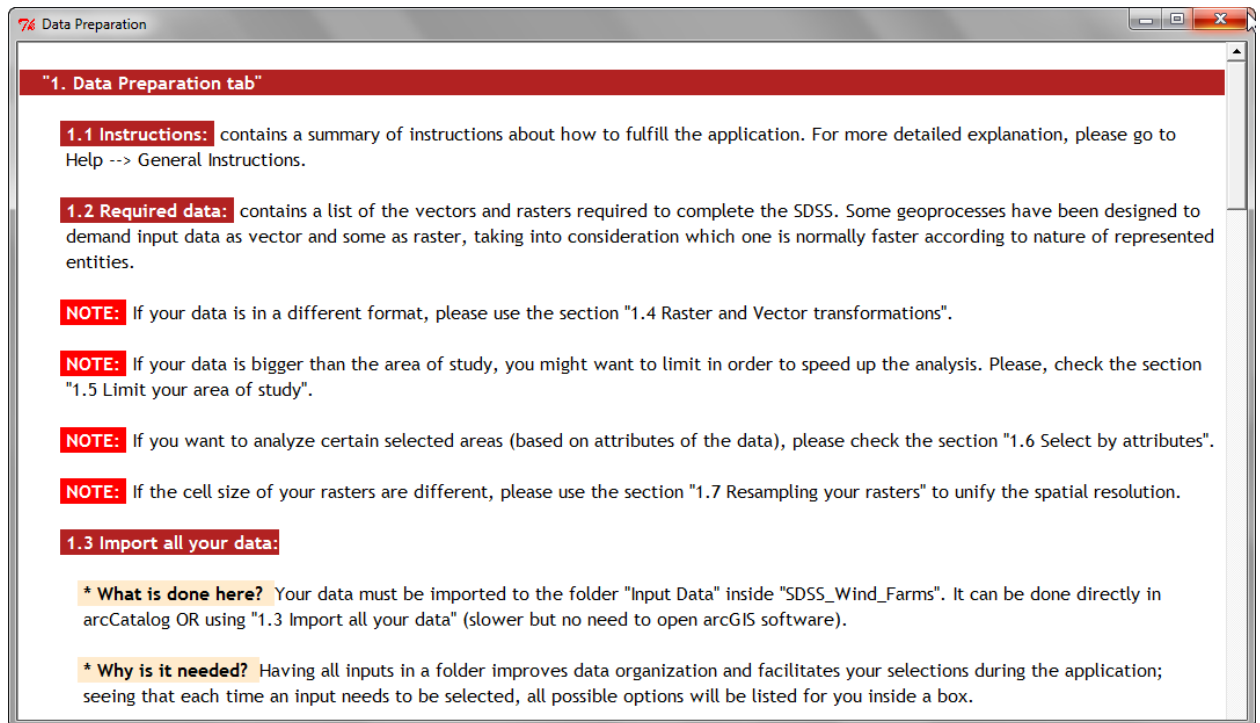 Data Preparation
"1. Data Preparation tab"
1.1 Instructions: contains a summary of instructions about how to fulfill the application. For more detailed explanation, please go to
Help --> General Instructions.
1.2 Required data: contains a list of the vectors and rasters required to complete the SDSS. Some geoprocesses have been designed to
demand input data as vector and some as raster, taking into consideration which one is normally faster according to nature of represented
entities.
NOTE: If your data is in a different format, please use the section "1.4 Raster and Vector transformations".
NOTE: If your data is bigger than the area of study, you might want to limit in order to speed up the analysis. Please, check the section
"1.5 Limit your area of study".
NOTE: If you want to analyze certain selected areas (based on attributes of the data), please check the section "1.6 Select by attributes".
NOTE: If the cell size of your rasters are different, please use the section "1.7 Resampling your rasters" to unify the spatial resolution.
1.3 Import all your data:
* What is done here? Your data must be imported to the folder "Input Data" inside "SDSS_Wind_Farms". It can be done directly in
arcCatalog OR using "1.3 Import all your data" (slower but no need to open arcGIS software).
* Why is it needed? Having all inputs in a folder improves data organization and facilitates your selections during the application;
seeing that each time an input needs to be selected, all possible options will be listed for you inside a box.